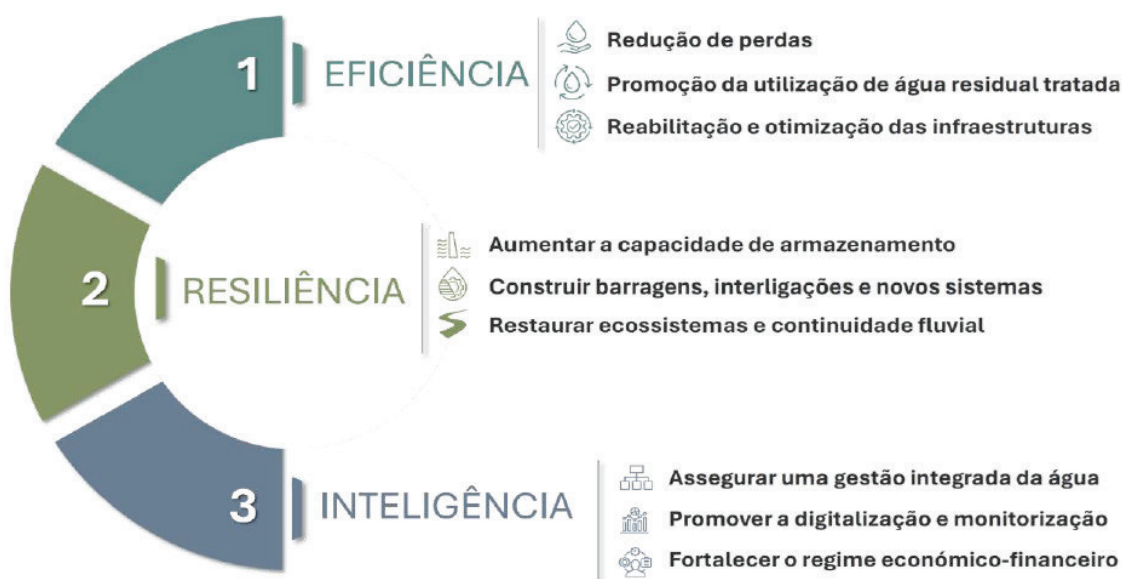 1
EFICIÊNCIA
Redução de perdas
Promoção da utilização de água residual tratada
Reabilitação e otimização das infraestruturas
2
RESILIÊNCIA
Aumentar a capacidade de armazenamento
Construir barragens, interligações e novos sistemas
Restaurar ecossistemas e continuidade fluvial
3
INTELIGÊNCIA
Assegurar uma gestão integrada da água
Promover a digitalização e monitorização
Fortalecer o regime económico-financeiro